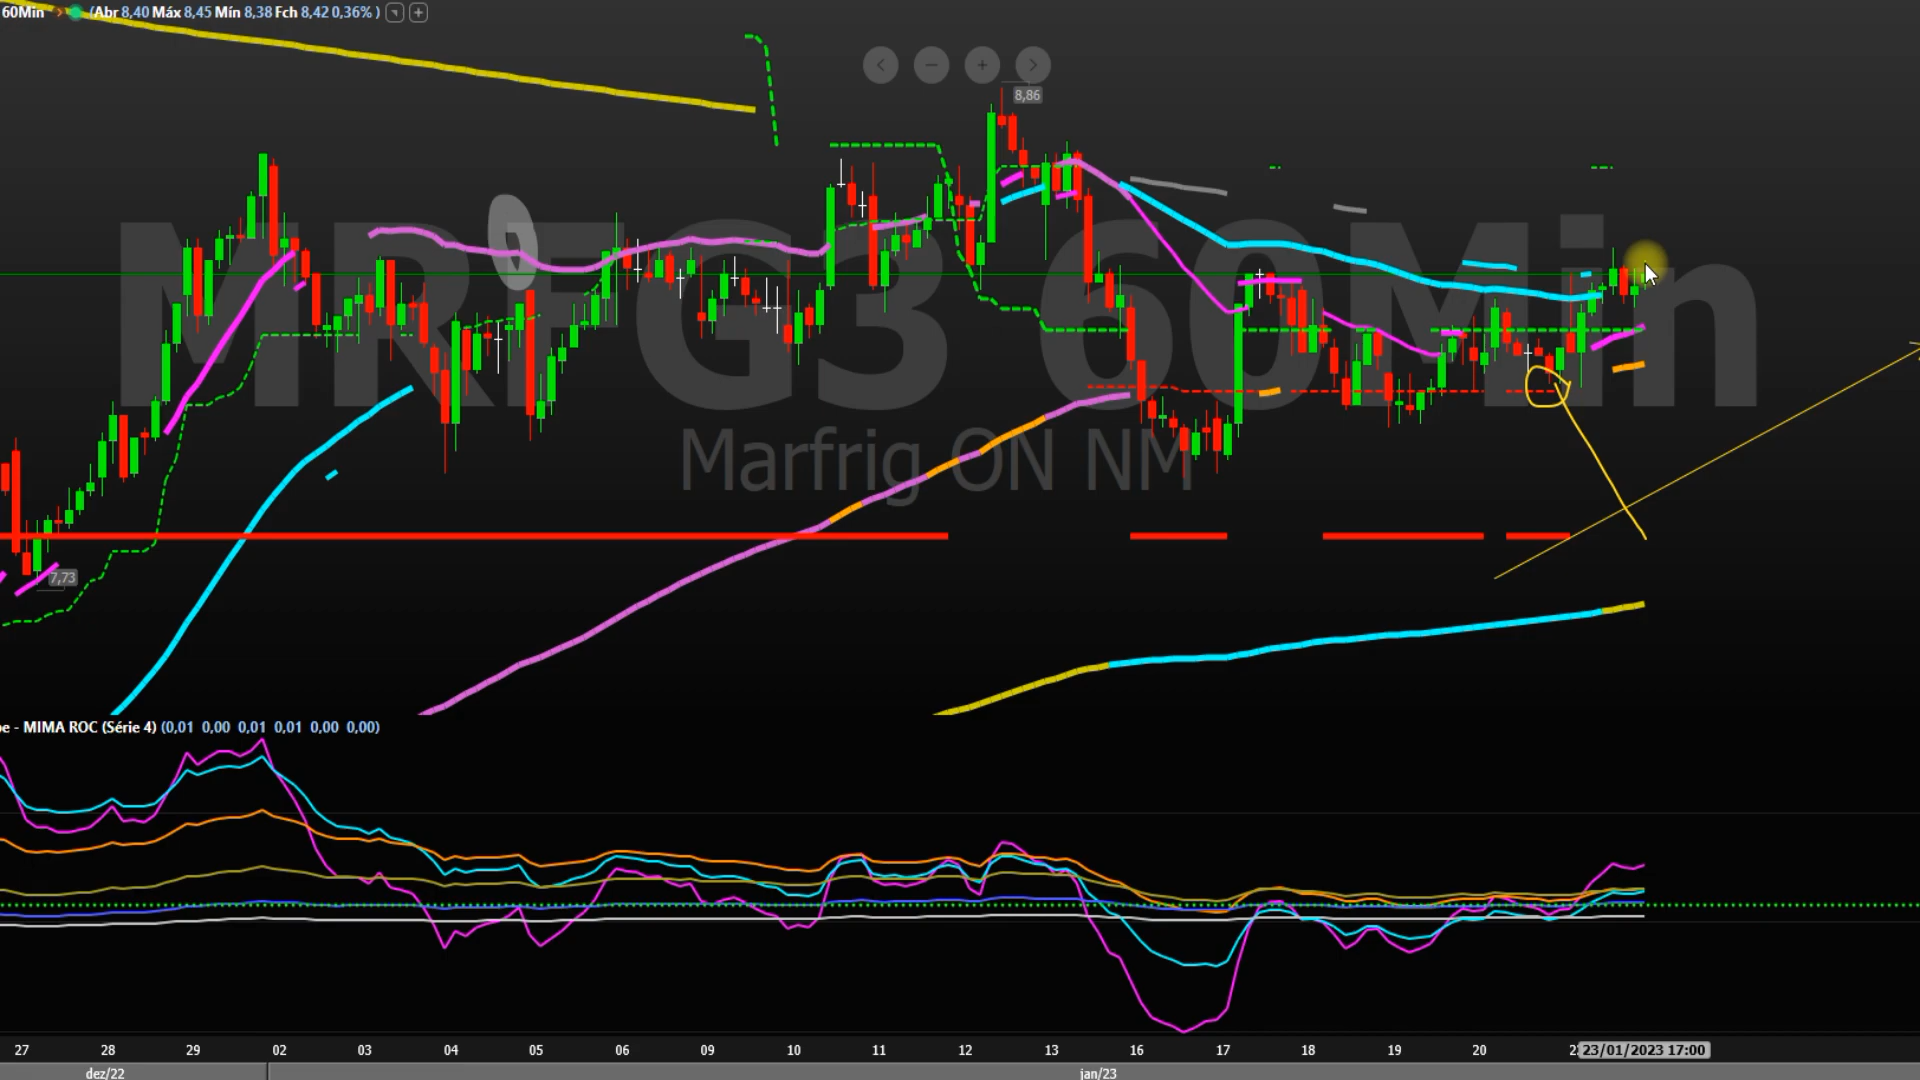 60Min (Abr 8,40 Máx 8,45 Mín 8,38 Fch 8,42 0,36% )
8,86
MRFG3 60Min
Marfrig ON NM
7,73
- MIMA ROC (Série 4) (0,01 0,00 0,01 0,01 0,00 0,00)
27 28 29 02 03 04 05 06 09 10 11 12 13 16 17 18 19 20 23/01/2023 17:00
dez/22 jan/23